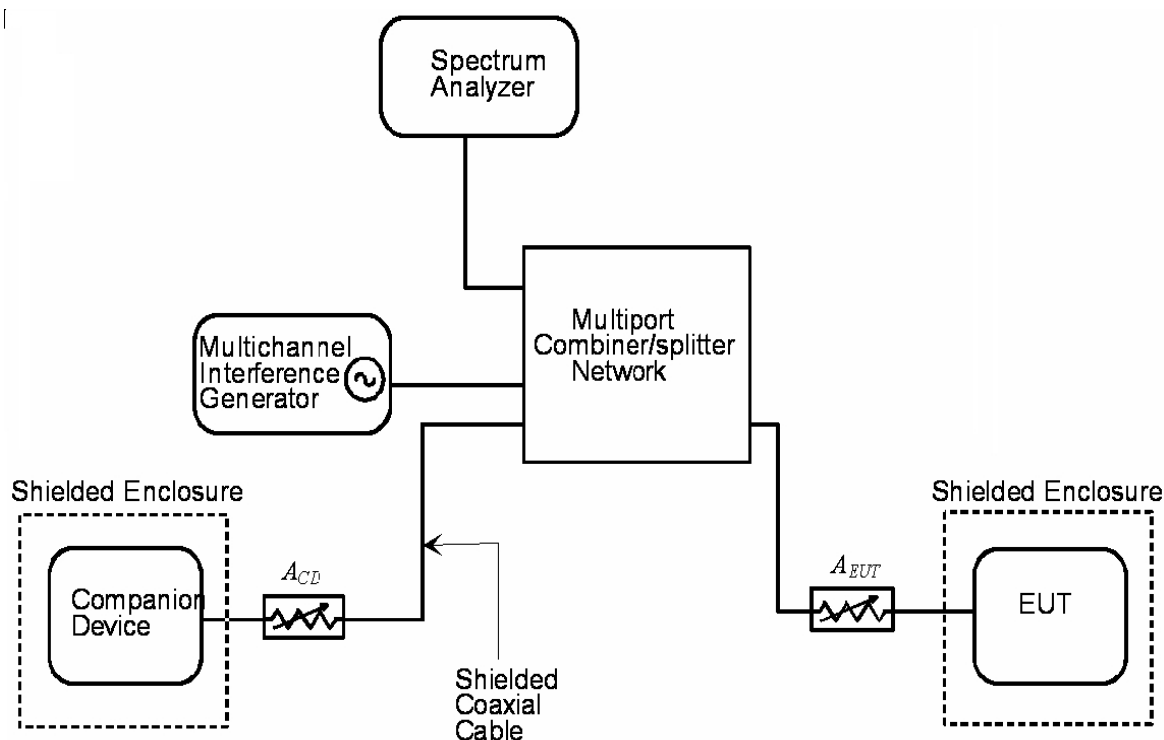 Spectrum
Analyzer
Multiport
Combiner/splitter
Network
Multichannel
Interference
Generator
Shielded Enclosure
Shielded Enclosure
A_CD
A_EUT
Companion
Device
EUT
Shielded
Coaxial
Cable